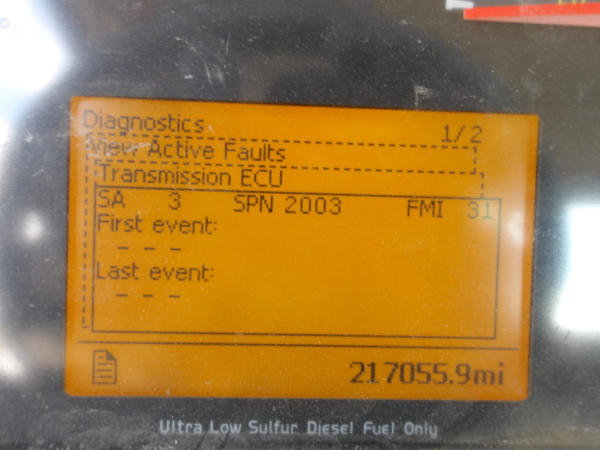 Diagnostics 1/2
View Active Faults
Transmission ECU
SA 3 SPN 2003 FMI 31
First event:
- - -
Last event:
- - -
217055.9mi
Ultra Low Sulfur Diesel Fuel Only